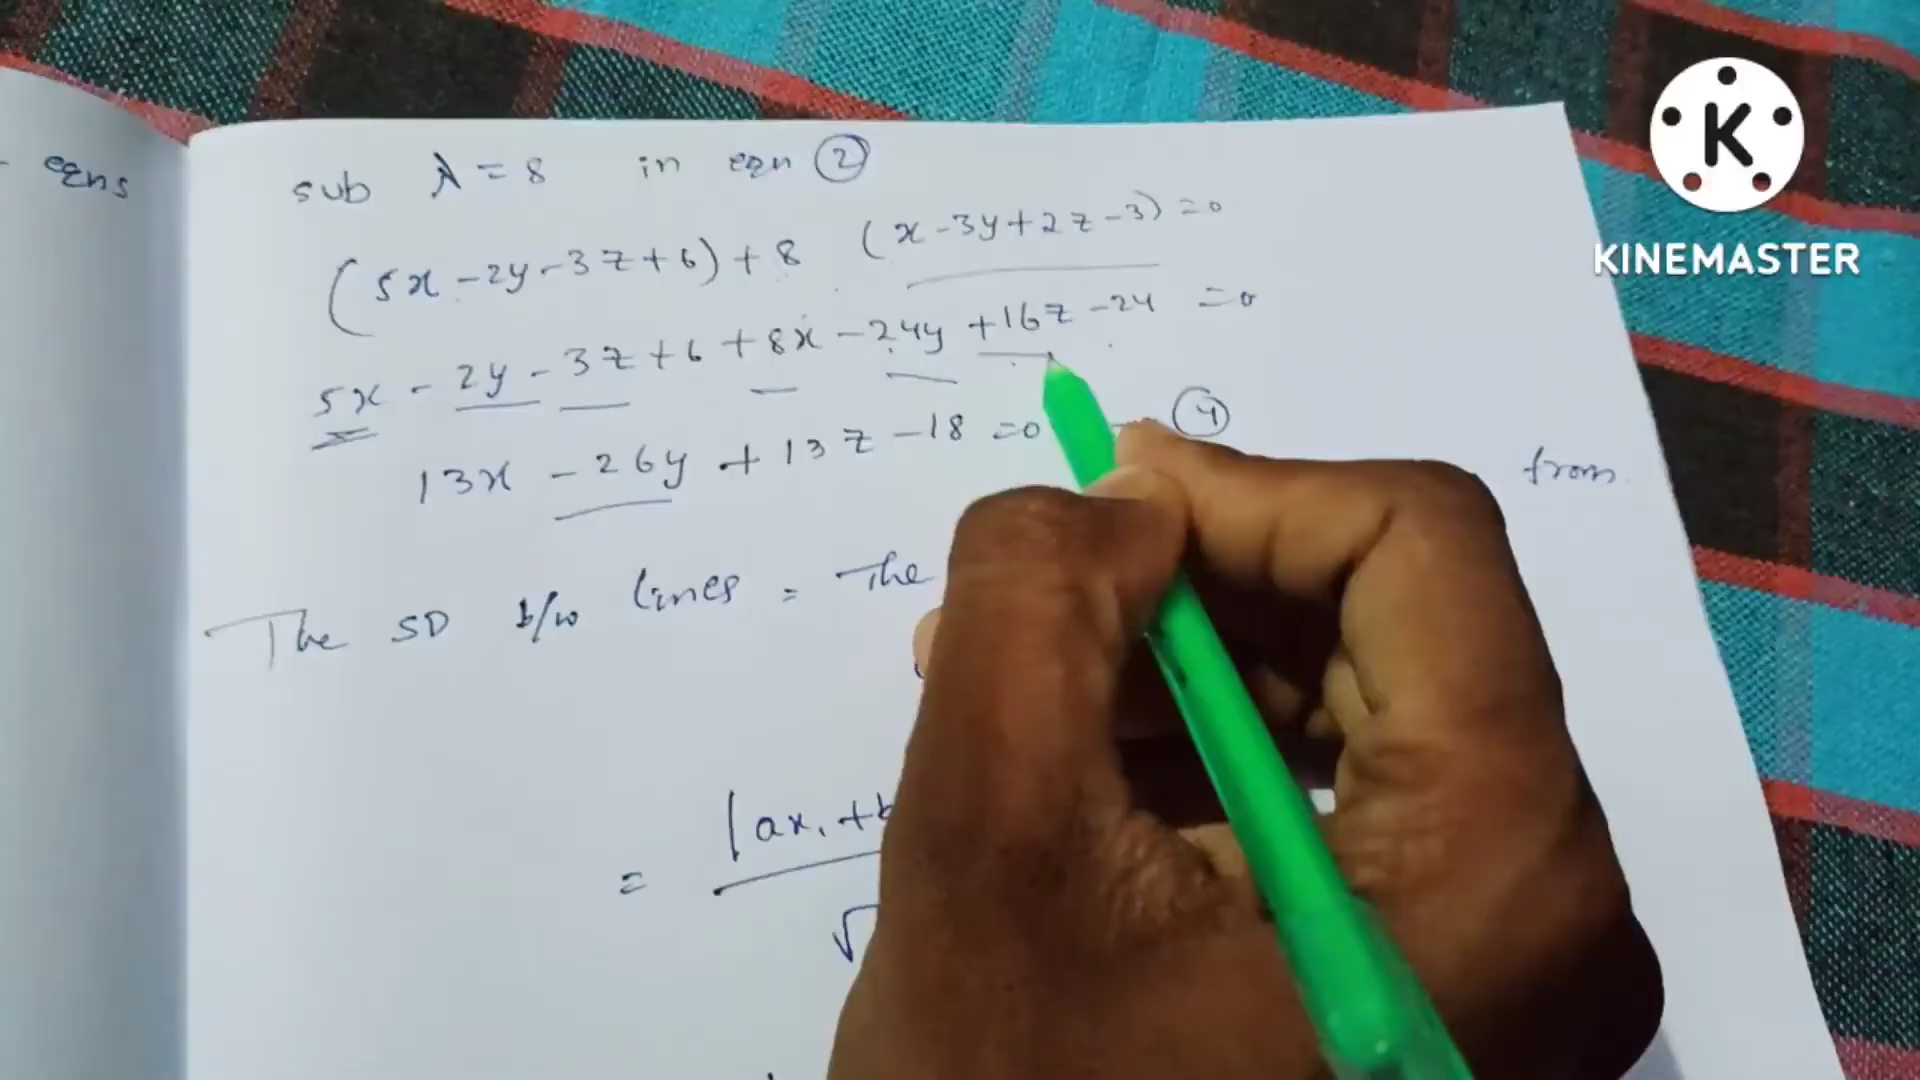 eqns
sub λ = 8 in eqn ②
(5x - 2y - 3z + 6) + 8 (x - 3y + 2z - 3) = 0
5x - 2y - 3z + 6 + 8x - 24y + 16z - 24 = 0
13x - 26y + 13z - 18 = 0 — ④
from
The SD b/w lines = The
= |ax₁ + b
√
K
KINEMASTER